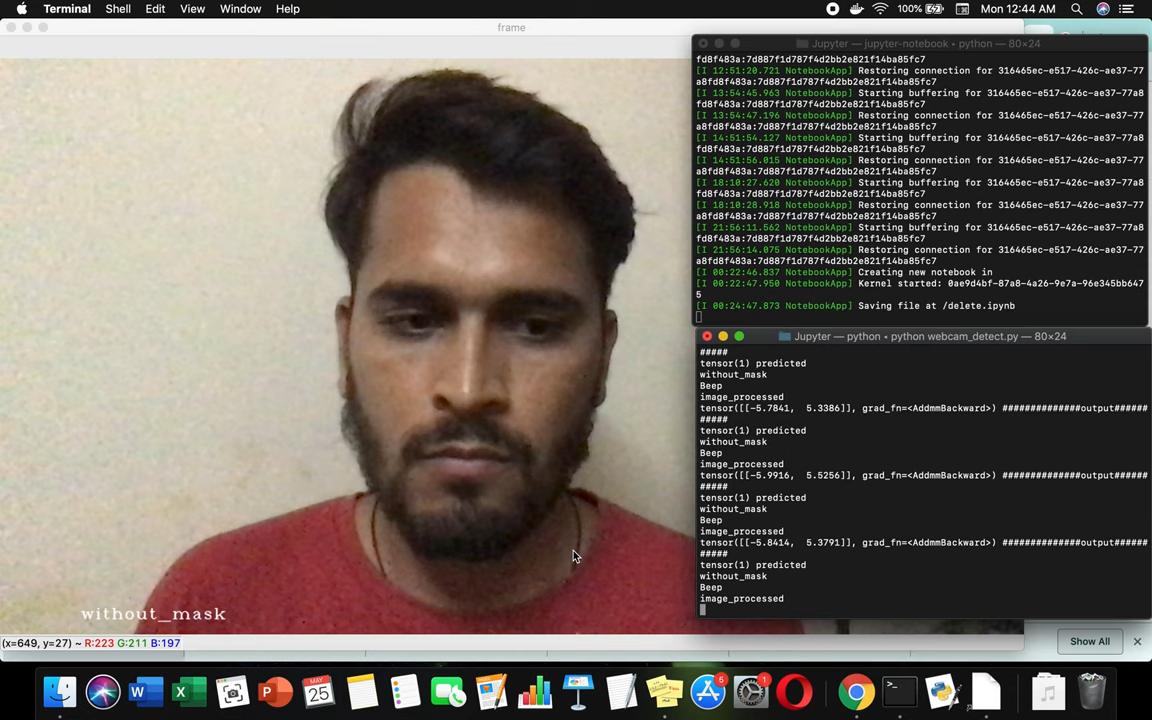 Terminal Shell Edit View Window Help 100% Mon 12:44 AM
frame
Jupyter — jupyter-notebook • python — 80×24
fd8f483a:7d887f1d787f4d2bb2e821f14ba85fc7
[I 12:51:20.721 NotebookApp] Restoring connection for 316465ec-e517-426c-ae37-77
a8fd8f483a:7d887f1d787f4d2bb2e821f14ba85fc7
[I 13:54:45.963 NotebookApp] Starting buffering for 316465ec-e517-426c-ae37-77a8
fd8f483a:7d887f1d787f4d2bb2e821f14ba85fc7
[I 13:54:47.196 NotebookApp] Restoring connection for 316465ec-e517-426c-ae37-77
a8fd8f483a:7d887f1d787f4d2bb2e821f14ba85fc7
[I 14:51:54.127 NotebookApp] Starting buffering for 316465ec-e517-426c-ae37-77a8
fd8f483a:7d887f1d787f4d2bb2e821f14ba85fc7
[I 14:51:56.015 NotebookApp] Restoring connection for 316465ec-e517-426c-ae37-77
a8fd8f483a:7d887f1d787f4d2bb2e821f14ba85fc7
[I 18:10:27.620 NotebookApp] Starting buffering for 316465ec-e517-426c-ae37-77a8
fd8f483a:7d887f1d787f4d2bb2e821f14ba85fc7
[I 18:10:28.918 NotebookApp] Restoring connection for 316465ec-e517-426c-ae37-77
a8fd8f483a:7d887f1d787f4d2bb2e821f14ba85fc7
[I 21:56:11.562 NotebookApp] Starting buffering for 316465ec-e517-426c-ae37-77a8
fd8f483a:7d887f1d787f4d2bb2e821f14ba85fc7
[I 21:56:14.075 NotebookApp] Restoring connection for 316465ec-e517-426c-ae37-77
a8fd8f483a:7d887f1d787f4d2bb2e821f14ba85fc7
[I 00:22:46.837 NotebookApp] Creating new notebook in
[I 00:22:47.950 NotebookApp] Kernel started: 0ae9d4bf-87a8-4a26-9e7a-96e345bb647
5
[I 00:24:47.873 NotebookApp] Saving file at /delete.ipynb
Jupyter — python • python webcam_detect.py — 80×24
#####
tensor(1) predicted
without_mask
Beep
image_processed
tensor([[-5.7841,  5.3386]], grad_fn=<AddmmBackward>) ##############output######
#####
tensor(1) predicted
without_mask
Beep
image_processed
tensor([[-5.9916,  5.5256]], grad_fn=<AddmmBackward>) ##############output######
#####
tensor(1) predicted
without_mask
Beep
image_processed
tensor([[-5.8414,  5.3791]], grad_fn=<AddmmBackward>) ##############output######
#####
tensor(1) predicted
without_mask
Beep
image_processed
without_mask
(x=649, y=27) ~ R:223 G:211 B:197
Show All
MAY
25
6
1